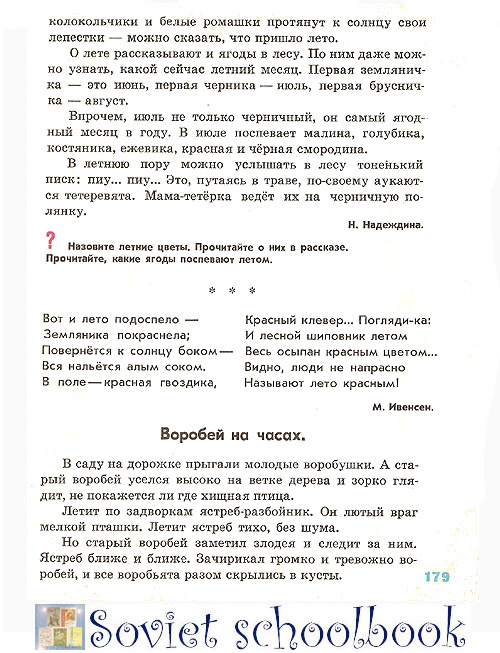 колокольчики и белые ромашки протянут к солнцу свои
лепестки — можно сказать, что пришло лето.
О лете рассказывают и ягоды в лесу. По ним даже мож-
но узнать, какой сейчас летний месяц. Первая земляни­ч-
ка — это июнь, первая черника — июль, первая бруснич-
ка — август.
Впрочем, июль не только черничный, он самый ягод-
ный месяц в году. В июле поспевает малина, голубика,
костяника, ежевика, красная и чёрная смородина.
В летнюю пору можно услышать в лесу тоненький
писк: пиу... пиу... Это, путаясь в траве, по-своему аукают-
ся тетеревята. Мама-тетёрка ведёт их на черничную по-
лянку.
Н. Надеждина.
? Назовите летние цветы. Прочитайте о них в рассказе.
Прочитайте, какие ягоды поспевают летом.
* * *
Вот и лето подоспело —
Земляника покраснела;
Повернётся к солнцу боком —
Вся нальётся алым соком.
В поле — красная гвоздика,
Красный клевер... Погляди-ка:
И лесной шиповник летом
Весь осыпан красным цветом...
Видно, люди не напрасно
Называют лето красным!
М. Ивенсен.
Воробей на часах.
В саду на дорожке прыгали молодые воробушки. А ста-
рый воробей уселся высоко на ветке дерева и зорко гля-
дит, не покажется ли где хищная птица.
Летит по задворкам ястреб-разбойник. Он лютый враг
мелкой пташки. Летит ястреб тихо, без шума.
Но старый воробей заметил злодея и следит за ним.
Ястреб ближе и ближе. Зачирикал громко и тревожно во-
робей, и все воробьята разом скрылись в кусты.
179
Soviet schoolbook